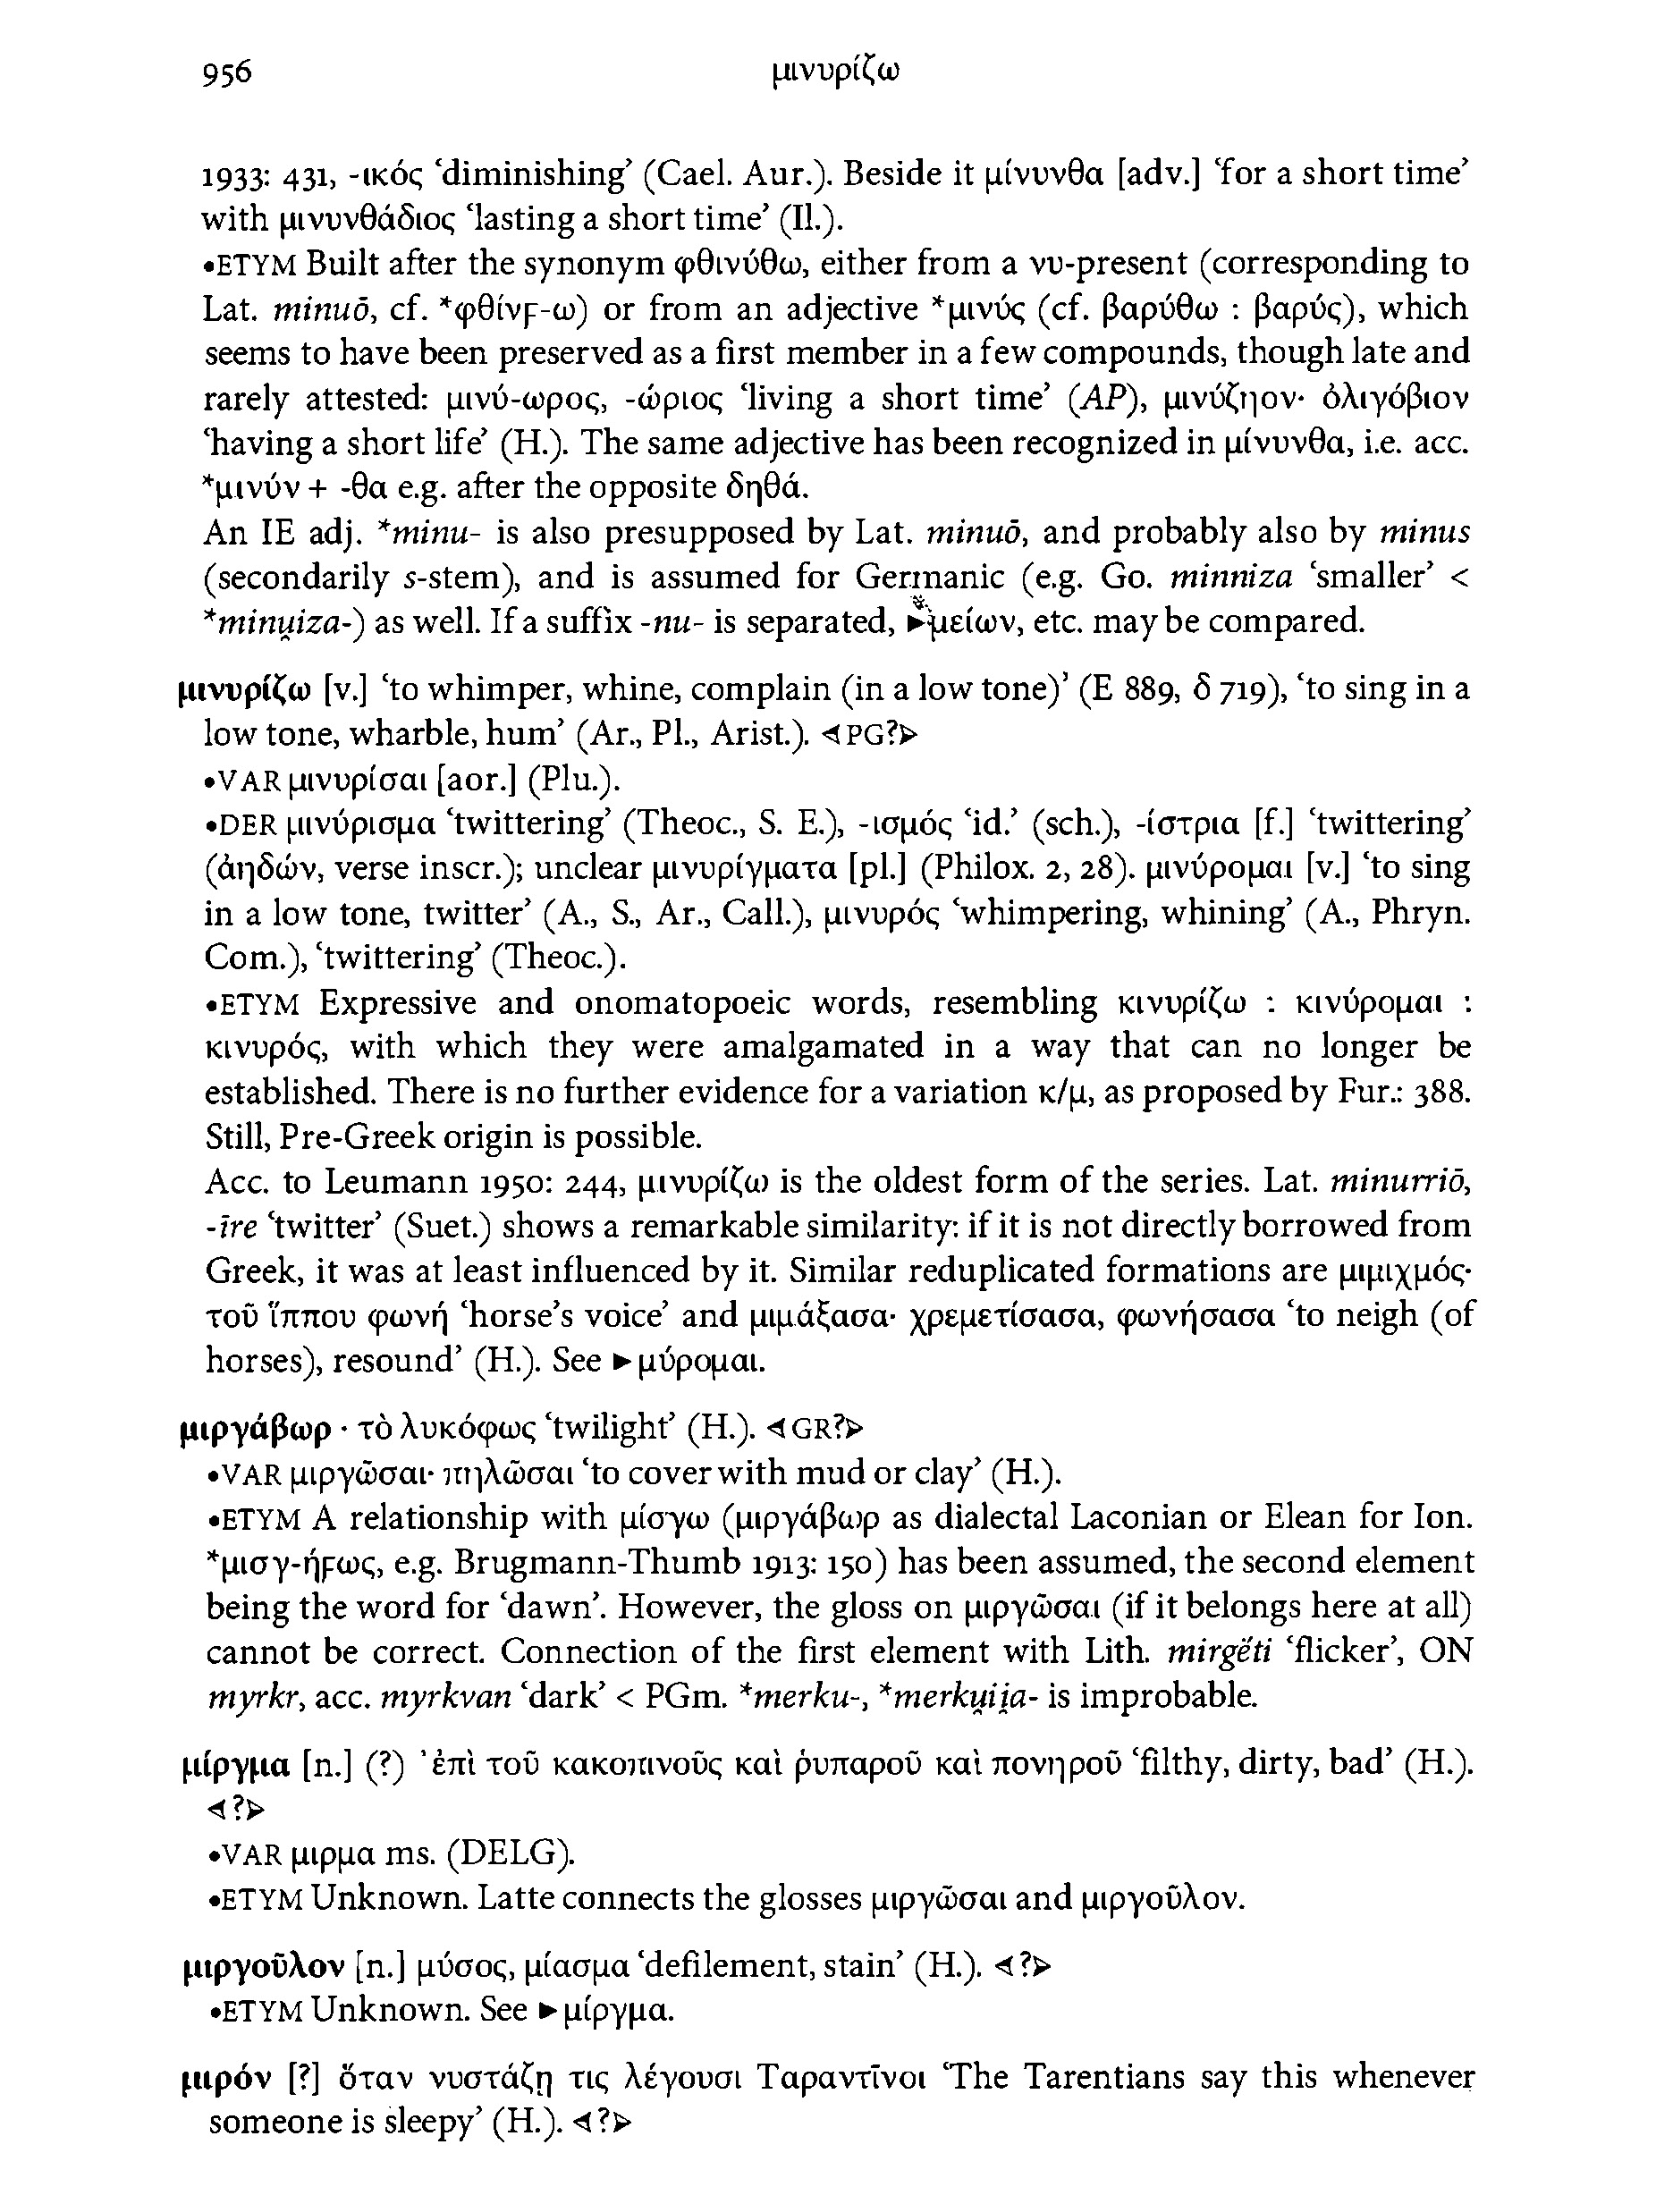 956 μινυρίζω
1933: 431, -ικός ‘diminishing’ (Cael. Aur.). Beside it μίνυνθα [adv.] ‘for a short time’
with μινυνθάδιος ‘lasting a short time’ (Il.).
•ETYM Built after the synonym φθινύθω, either from a νυ-present (corresponding to
Lat. minuō, cf. *φθίνϝ-ω) or from an adjective *μινύς (cf. βαρύθω : βαρύς), which
seems to have been preserved as a first member in a few compounds, though late and
rarely attested: μινύ-ωρος, -ώριος ‘living a short time’ (AP), μινύζηον· ὀλιγόβιον
‘having a short life’ (H.). The same adjective has been recognized in μίνυνθα, i.e. acc.
*μινύν + -θα e.g. after the opposite δηθά.
An IE adj. *minu- is also presupposed by Lat. minuō, and probably also by minus
(secondarily s-stem), and is assumed for Germanic (e.g. Go. minniza ‘smaller’ <
*minu̯iza-) as well. If a suffix -nu- is separated, ►μείων, etc. may be compared.
μινυρίζω [v.] ‘to whimper, whine, complain (in a low tone)’ (Ε 889, δ 719), ‘to sing in a
low tone, wharble, hum’ (Ar., Pl., Arist.). ◁PG?▷
•VAR μινυρίσαι [aor.] (Plu.).
•DER μινύρισμα ‘twittering’ (Theoc., S. E.), -ισμός ‘id.’ (sch.), -ίστρια [f.] ‘twittering’
(ἀηδών, verse inscr.); unclear μινυρίγματα [pl.] (Philox. 2, 28). μινύρομαι [v.] ‘to sing
in a low tone, twitter’ (A., S., Ar., Call.), μινυρός ‘whimpering, whining’ (A., Phryn.
Com.), ‘twittering’ (Theoc.).
•ETYM Expressive and onomatopoeic words, resembling κινυρίζω : κινύρομαι :
κινυρός, with which they were amalgamated in a way that can no longer be
established. There is no further evidence for a variation κ/μ, as proposed by Fur.: 388.
Still, Pre-Greek origin is possible.
Acc. to Leumann 1950: 244, μινυρίζω is the oldest form of the series. Lat. minurriō,
-īre ‘twitter’ (Suet.) shows a remarkable similarity: if it is not directly borrowed from
Greek, it was at least influenced by it. Similar reduplicated formations are μιμιχμός·
τοῦ ἵππου φωνή ‘horse’s voice’ and μιμάξασα· χρεμετίσασα, φωνήσασα ‘to neigh (of
horses), resound’ (H.). See ►μύρομαι.
μιργάβωρ · τὸ λυκόφως ‘twilight’ (H.). ◁GR?▷
•VAR μιργῶσαι· πηλῶσαι ‘to cover with mud or clay’ (H.).
•ETYM A relationship with μίσγω (μιργάβωρ as dialectal Laconian or Elean for Ion.
*μισγ-ήϝως, e.g. Brugmann-Thumb 1913: 150) has been assumed, the second element
being the word for ‘dawn’. However, the gloss on μιργῶσαι (if it belongs here at all)
cannot be correct. Connection of the first element with Lith. mirgė́ti ‘flicker’, ON
myrkr, acc. myrkvan ‘dark’ < PGm. *merku-, *merku̯ii̯a- is improbable.
μίργμα [n.] (?) ᾽ἐπὶ τοῦ κακοπινοῦς καὶ ῥυπαροῦ καὶ πονηροῦ ‘filthy, dirty, bad’ (H.).
◁?▷
•VAR μιρμα ms. (DELG).
•ETYM Unknown. Latte connects the glosses μιργῶσαι and μιργοῦλον.
μιργοῦλον [n.] μύσος, μίασμα ‘defilement, stain’ (H.). ◁?▷
•ETYM Unknown. See ►μίργμα.
μιρόν [?] ὅταν νυστάζῃ τις λέγουσι Ταραντῖνοι ‘The Tarentians say this whenever
someone is sleepy’ (H.). ◁?▷